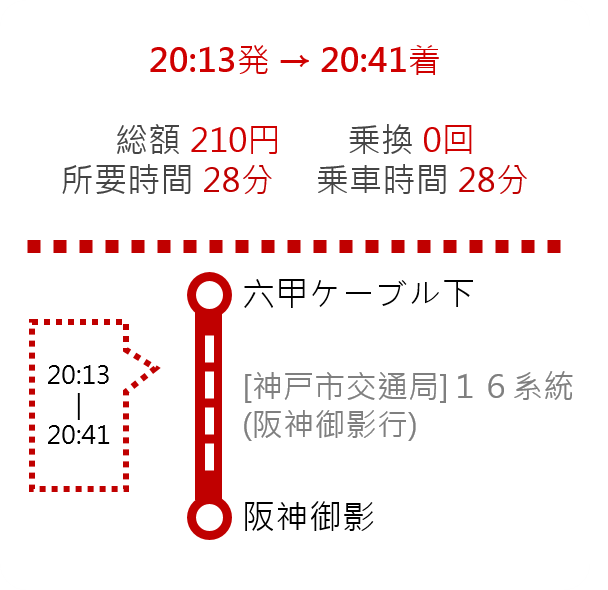 20:13発 → 20:41着
総額 210円 乗換 0回
所要時間 28分 乗車時間 28分
六甲ケーブル下
20:13
|
20:41
[神戸市交通局]１６系統
(阪神御影行)
阪神御影